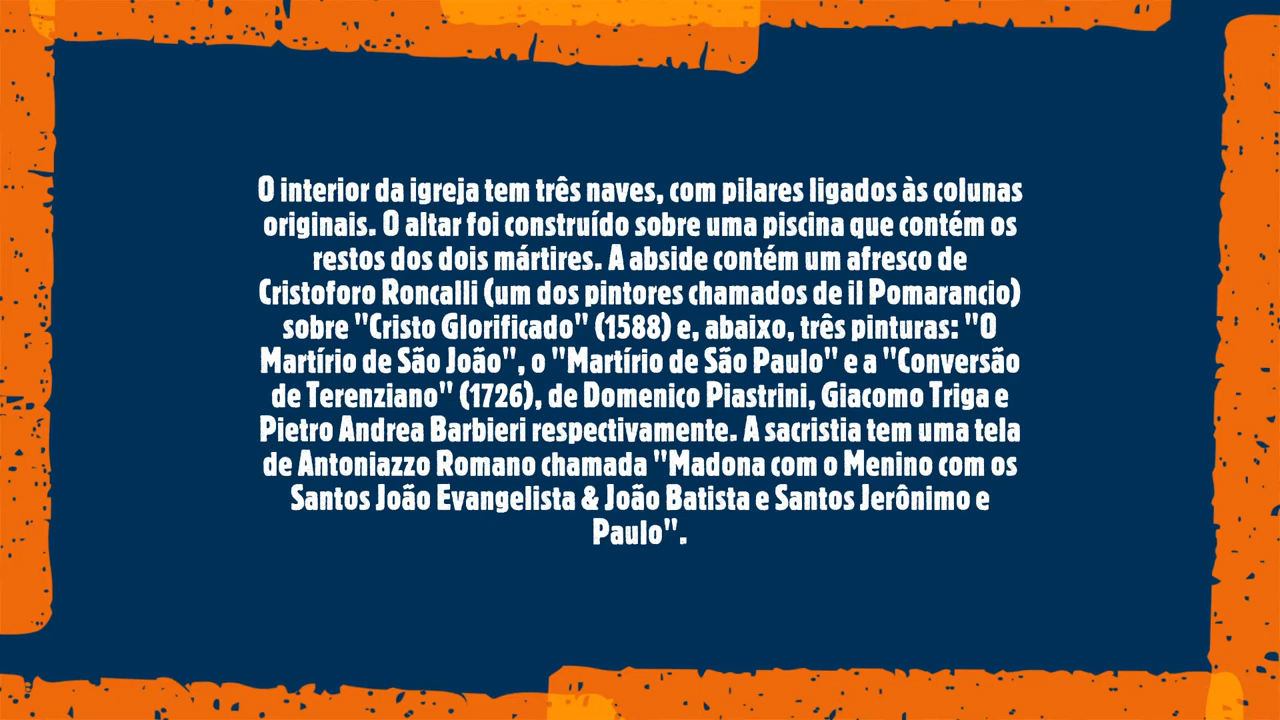 O interior da igreja tem três naves, com pilares ligados às colunas
originais. O altar foi construído sobre uma piscina que contém os
restos dos dois mártires. A abside contém um afresco de
Cristoforo Roncalli (um dos pintores chamados de il Pomarancio)
sobre "Cristo Glorificado" (1588) e, abaixo, três pinturas: "O
Martírio de São João", o "Martírio de São Paulo" e a "Conversão
de Terenziano" (1726), de Domenico Piastrini, Giacomo Triga e
Pietro Andrea Barbieri respectivamente. A sacristia tem uma tela
de Antoniazzo Romano chamada "Madona com o Menino com os
Santos João Evangelista & João Batista e Santos Jerônimo e
Paulo".